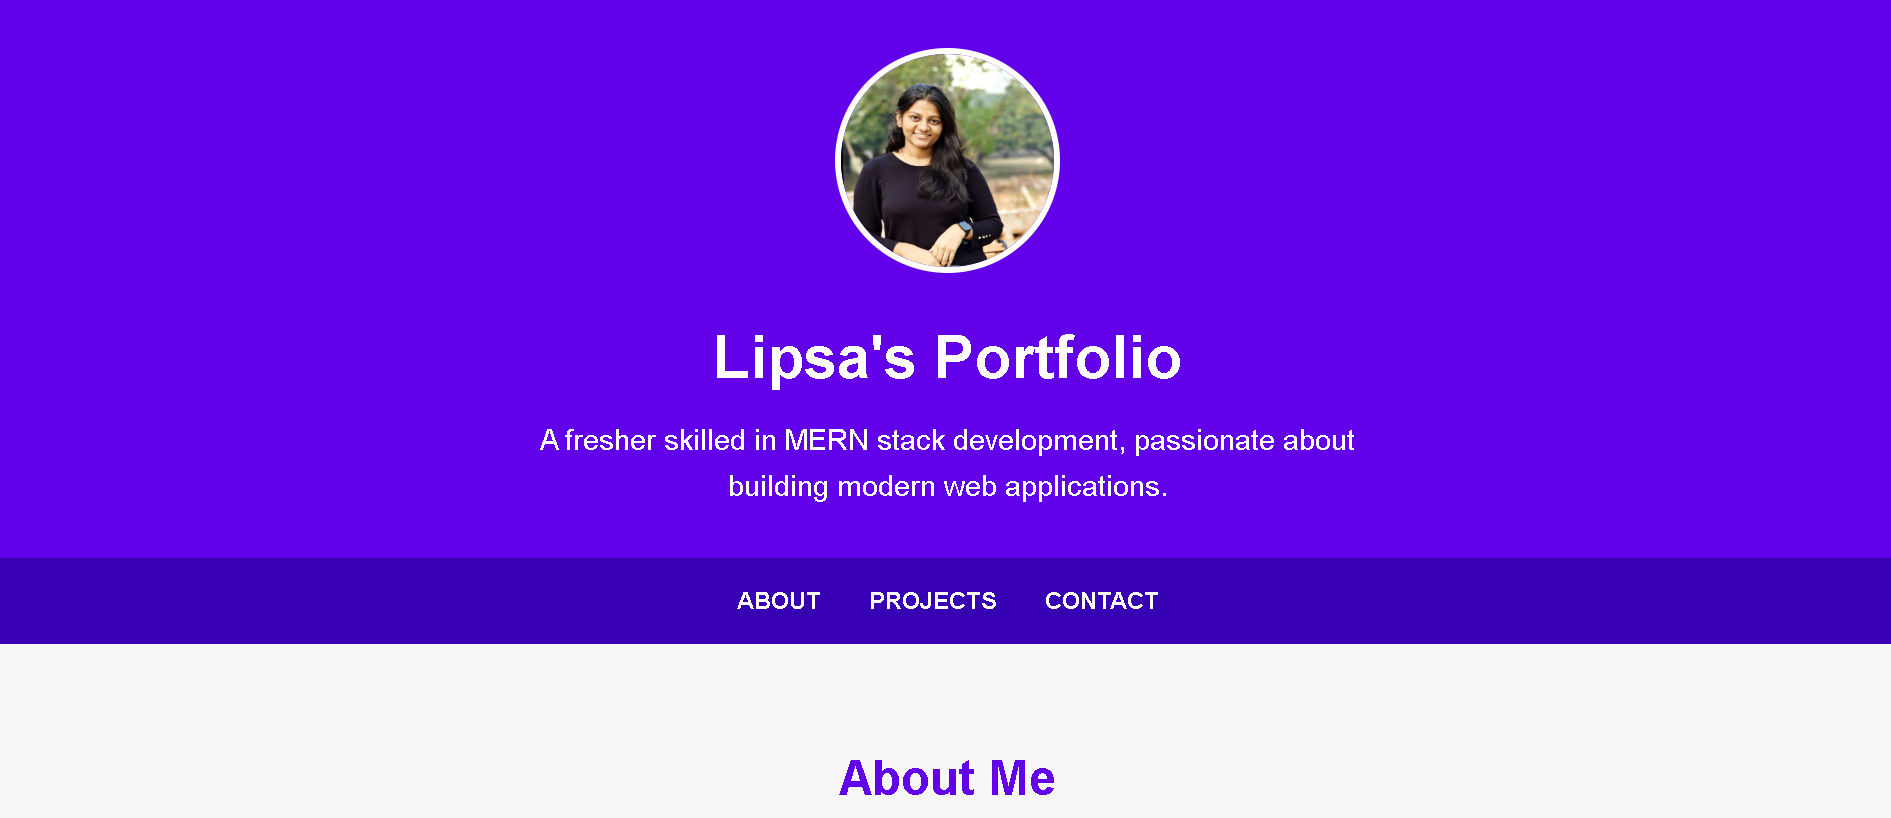 Lipsa's Portfolio
A fresher skilled in MERN stack development, passionate about
building modern web applications.
ABOUT PROJECTS CONTACT
About Me